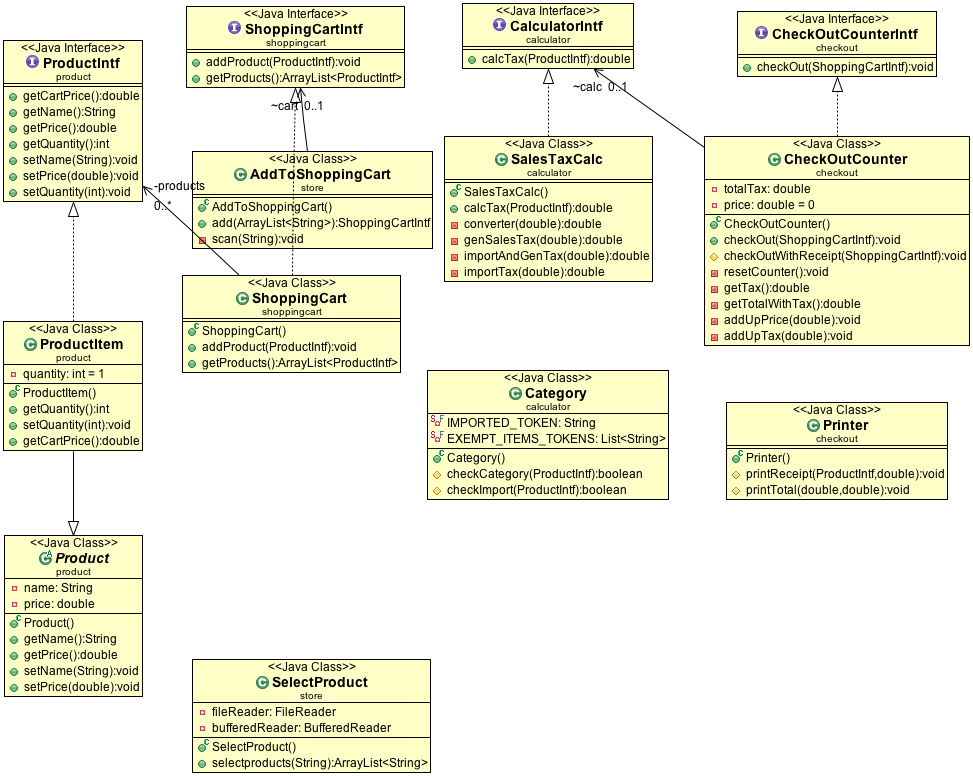 <<Java Interface>>
ProductIntf
product
getCartPrice():double
getName():String
getPrice():double
getQuantity():int
setName(String):void
setPrice(double):void
setQuantity(int):void
<<Java Interface>>
ShoppingCartIntf
shoppingcart
addProduct(ProductIntf):void
getProducts():ArrayList<ProductIntf>
<<Java Interface>>
CalculatorIntf
calculator
calcTax(ProductIntf):double
<<Java Interface>>
CheckOutCounterIntf
checkout
checkOut(ShoppingCartIntf):void
~cart 0..1
~calc 0..1
-products
0..*
<<Java Class>>
AddToShoppingCart
store
AddToShoppingCart()
add(ArrayList<String>):ShoppingCartIntf
scan(String):void
<<Java Class>>
SalesTaxCalc
calculator
SalesTaxCalc()
calcTax(ProductIntf):double
converter(double):double
genSalesTax(double):double
importAndGenTax(double):double
importTax(double):double
<<Java Class>>
CheckOutCounter
checkout
totalTax: double
price: double = 0
CheckOutCounter()
checkOut(ShoppingCartIntf):void
checkOutWithReceipt(ShoppingCartIntf):void
resetCounter():void
getTax():double
getTotalWithTax():double
addUpPrice(double):void
addUpTax(double):void
<<Java Class>>
ShoppingCart
shoppingcart
ShoppingCart()
addProduct(ProductIntf):void
getProducts():ArrayList<ProductIntf>
<<Java Class>>
ProductItem
product
quantity: int = 1
ProductItem()
getQuantity():int
setQuantity(int):void
getCartPrice():double
<<Java Class>>
Category
calculator
IMPORTED_TOKEN: String
EXEMPT_ITEMS_TOKENS: List<String>
Category()
checkCategory(ProductIntf):boolean
checkImport(ProductIntf):boolean
<<Java Class>>
Printer
checkout
Printer()
printReceipt(ProductIntf,double):void
printTotal(double,double):void
<<Java Class>>
Product
product
name: String
price: double
Product()
getName():String
getPrice():double
setName(String):void
setPrice(double):void
<<Java Class>>
SelectProduct
store
fileReader: FileReader
bufferedReader: BufferedReader
SelectProduct()
selectproducts(String):ArrayList<String>